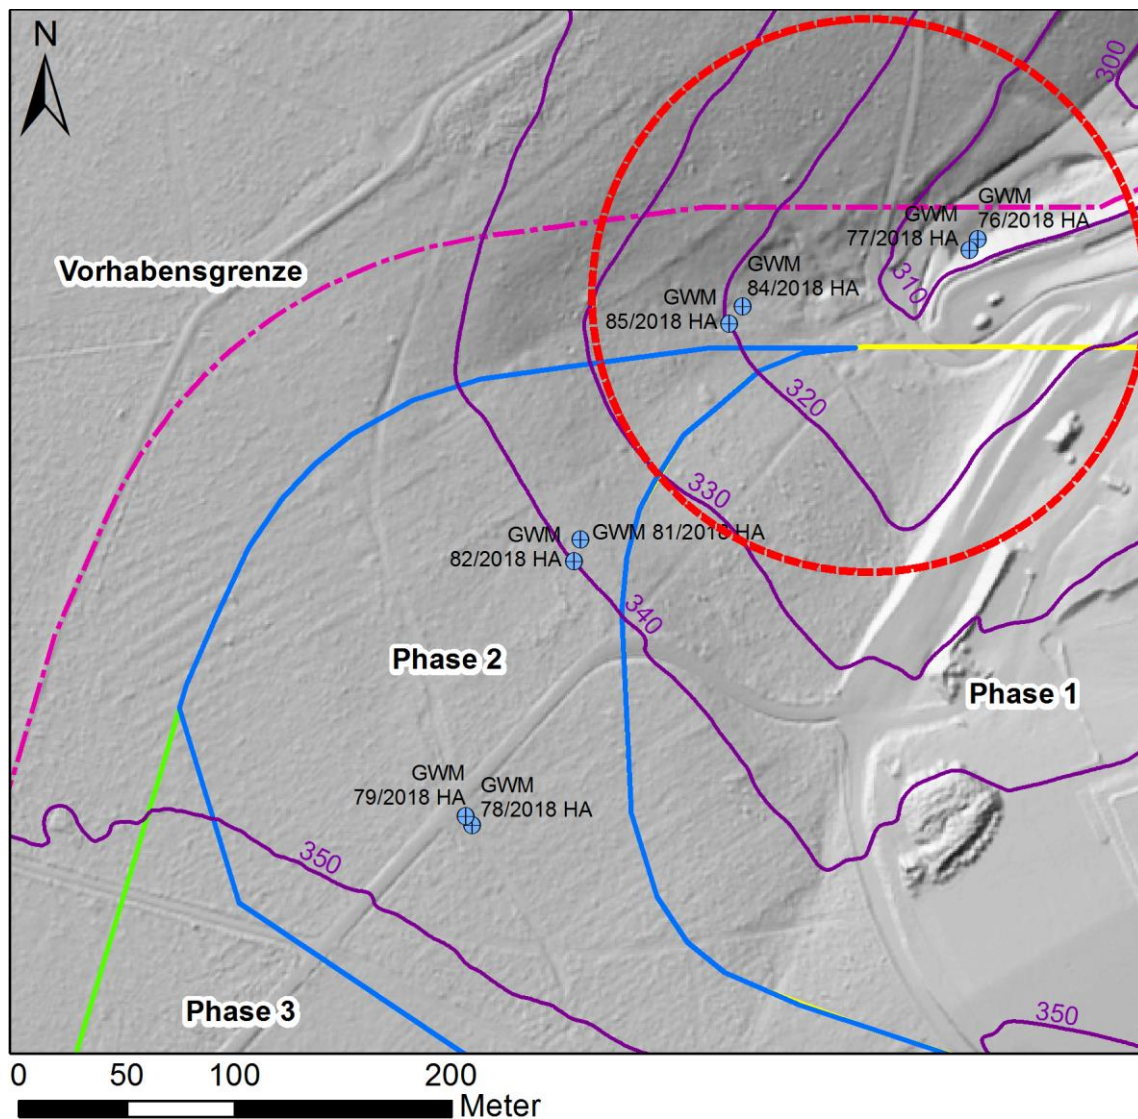 N
300
GWM
76/2018 HA
GWM
77/2018 HA
Vorhabensgrenze
GWM
84/2018 HA
310
GWM
85/2018 HA
320
330
GWM
82/2018 HA
GWM 81/2018 HA
340
Phase 2
Phase 1
GWM
79/2018 HA
GWM
78/2018 HA
350
Phase 3
350
0 50 100 200
Meter